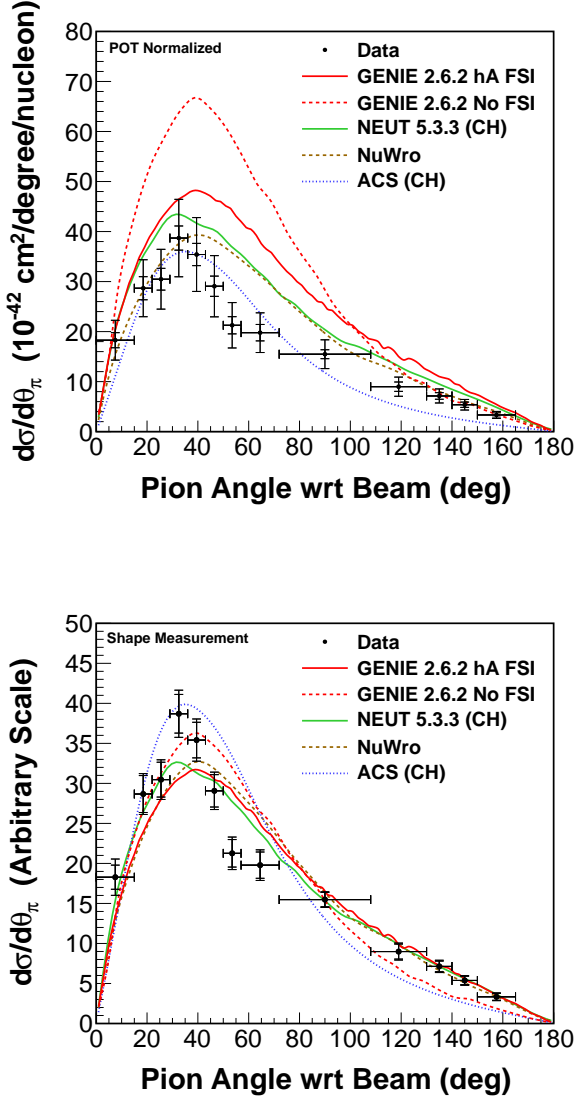 80
70
60
50
40
30
20
10
0
0 20 40 60 80 100 120 140 160 180
dσ/dθπ (10⁻⁴² cm²/degree/nucleon)
POT Normalized
Data
GENIE 2.6.2 hA FSI
GENIE 2.6.2 No FSI
NEUT 5.3.3 (CH)
NuWro
ACS (CH)
Pion Angle wrt Beam (deg)
50
45
40
35
30
25
20
15
10
5
0
0 20 40 60 80 100 120 140 160 180
dσ/dθπ (Arbitrary Scale)
Shape Measurement
Data
GENIE 2.6.2 hA FSI
GENIE 2.6.2 No FSI
NEUT 5.3.3 (CH)
NuWro
ACS (CH)
Pion Angle wrt Beam (deg)